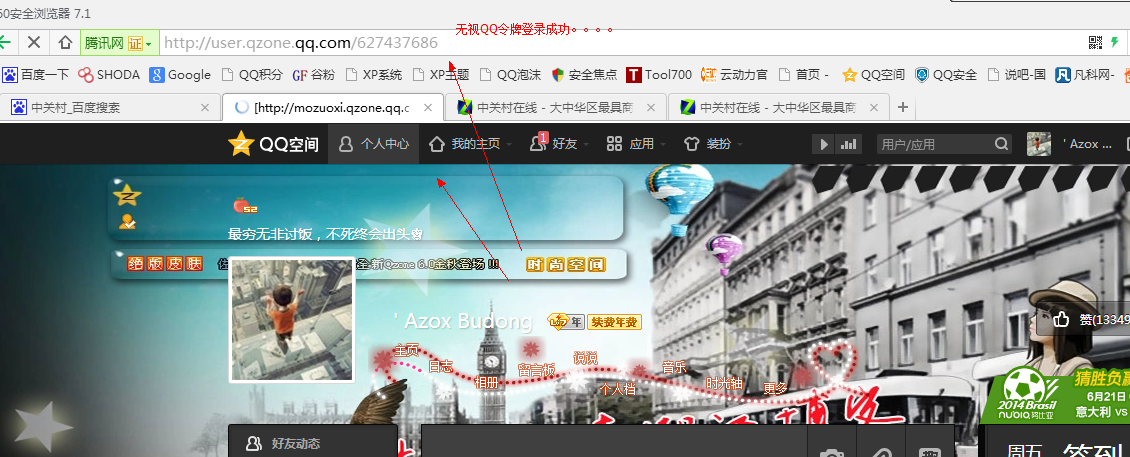 60安全浏览器 7.1
无视QQ令牌登录成功。。。。
腾讯网 证 http://user.qzone.qq.com/627437686
百度一下 SHODA Google QQ积分 GF 谷粉 XP系统 XP主题 QQ泡沫 安全焦点 T Tool700 云动力官 首页 - QQ空间 QQ安全 说吧-国 凡科网-
中关村_百度搜索 [http://mozuoxi.qzone.qq.c 中关村在线 - 大中华区最具商 中关村在线 - 大中华区最具商
QQ空间 个人中心 我的主页 1 好友 应用 装扮 用户/应用 ' Azox ...
52
最穷无非讨饭，不死终会出头
绝版皮肤 全新Qzone 6.0金秋登场 !!! 时尚空间
' Azox Budong 年 续费年费
赞(13349
主页 日志 相册 留言板 说说 个人档 音乐 时光轴 更多
2014 Brasil
nubia 努比亚
猜胜负赢
6月21日
意大利 vs
好友动态
周五 签到